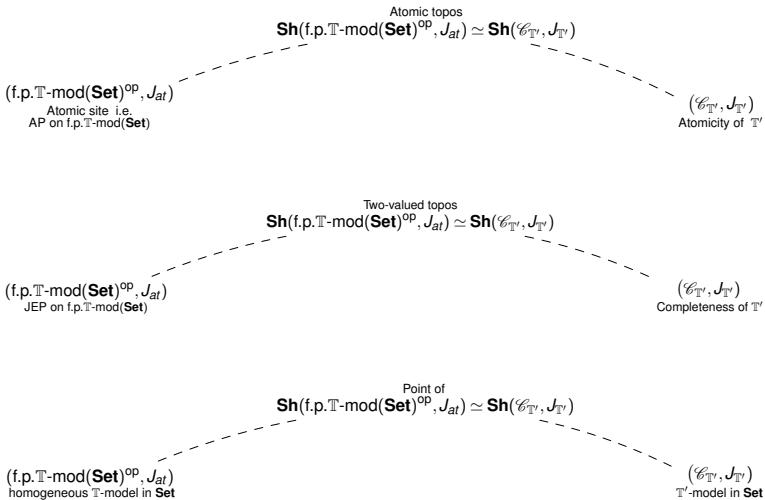 Atomic topos
Sh(f.p.𝕋-mod(Set)ᵒᵖ, J_at) ≃ Sh(𝒞_𝕋′, J_𝕋′)
(f.p.𝕋-mod(Set)ᵒᵖ, J_at)
Atomic site i.e.
AP on f.p.𝕋-mod(Set)
(𝒞_𝕋′, J_𝕋′)
Atomicity of 𝕋′
Two-valued topos
Sh(f.p.𝕋-mod(Set)ᵒᵖ, J_at) ≃ Sh(𝒞_𝕋′, J_𝕋′)
(f.p.𝕋-mod(Set)ᵒᵖ, J_at)
JEP on f.p.𝕋-mod(Set)
(𝒞_𝕋′, J_𝕋′)
Completeness of 𝕋′
Point of
Sh(f.p.𝕋-mod(Set)ᵒᵖ, J_at) ≃ Sh(𝒞_𝕋′, J_𝕋′)
(f.p.𝕋-mod(Set)ᵒᵖ, J_at)
homogeneous 𝕋-model in Set
(𝒞_𝕋′, J_𝕋′)
𝕋′-model in Set